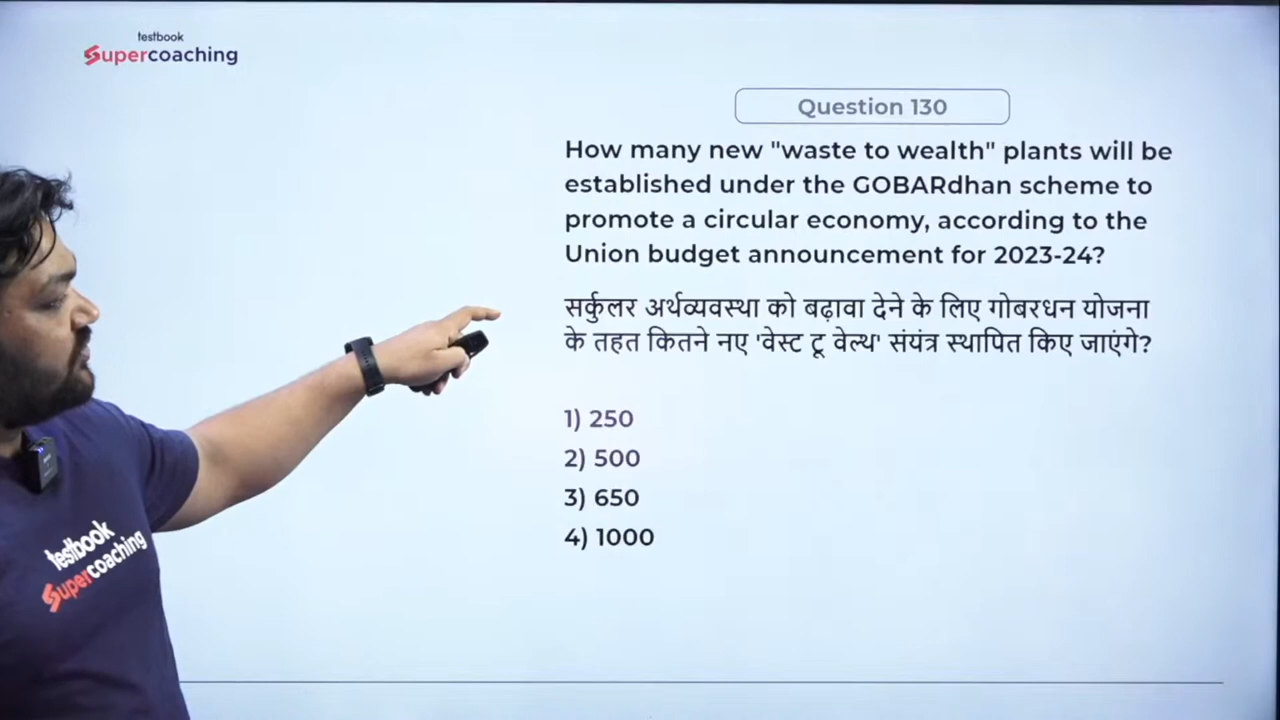 testbook
Supercoaching
Question 130
How many new "waste to wealth" plants will be
established under the GOBARdhan scheme to
promote a circular economy, according to the
Union budget announcement for 2023-24?
सर्कुलर अर्थव्यवस्था को बढ़ावा देने के लिए गोबरधन योजना
के तहत कितने नए 'वेस्ट टू वेल्थ' संयंत्र स्थापित किए जाएंगे?
1) 250
2) 500
3) 650
4) 1000
testbook
Supercoaching